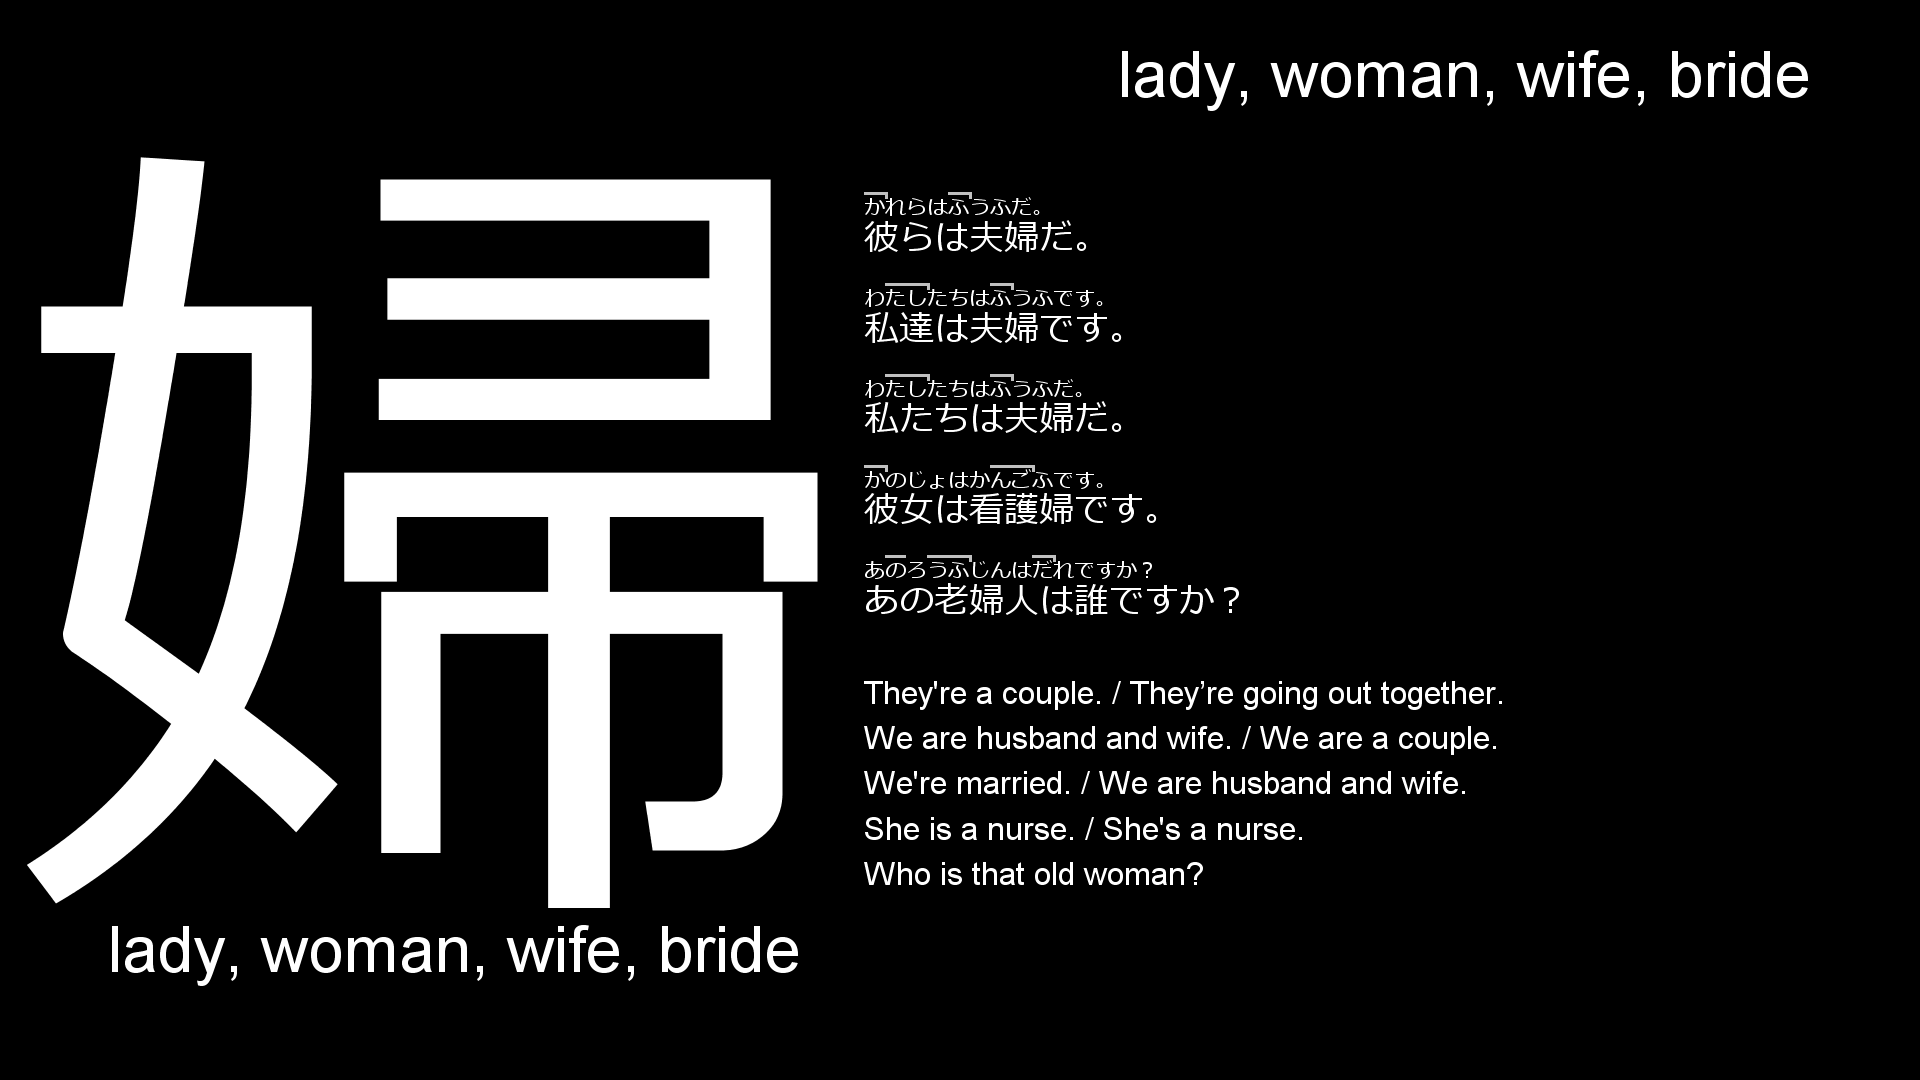 lady, woman, wife, bride
婦
かれらはふうふだ。
彼らは夫婦だ。
わたしたちはふうふです。
私達は夫婦です。
わたしたちはふうふだ。
私たちは夫婦だ。
かのじょはかんごふです。
彼女は看護婦です。
あのろうふじんはだれですか？
あの老婦人は誰ですか？
They're a couple. / They’re going out together.
We are husband and wife. / We are a couple.
We're married. / We are husband and wife.
She is a nurse. / She's a nurse.
Who is that old woman?
lady, woman, wife, bride